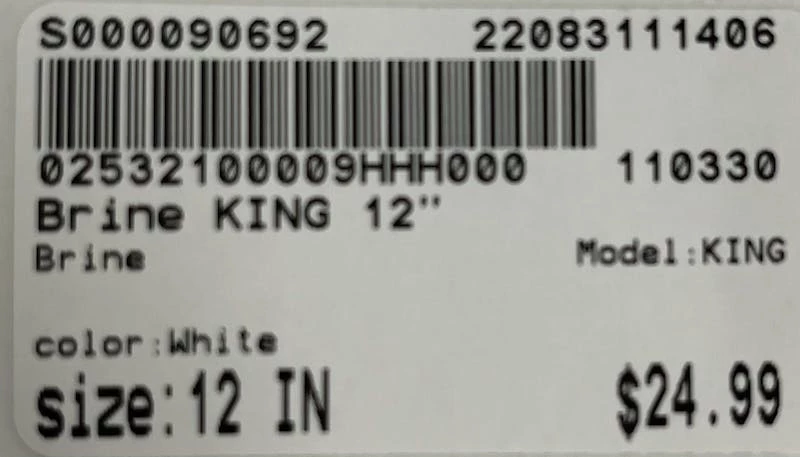 S000090692 22083111406
02532100009HHH000 110330
Brine KING 12"
Brine Model:KING
color:White
size:12 IN $24.99